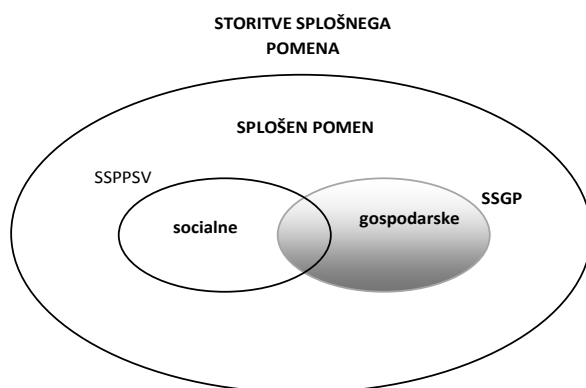 STORITVE SPLOŠNEGA
POMENA
SPLOŠEN POMEN
SSPPSV
SSGP
socialne
gospodarske